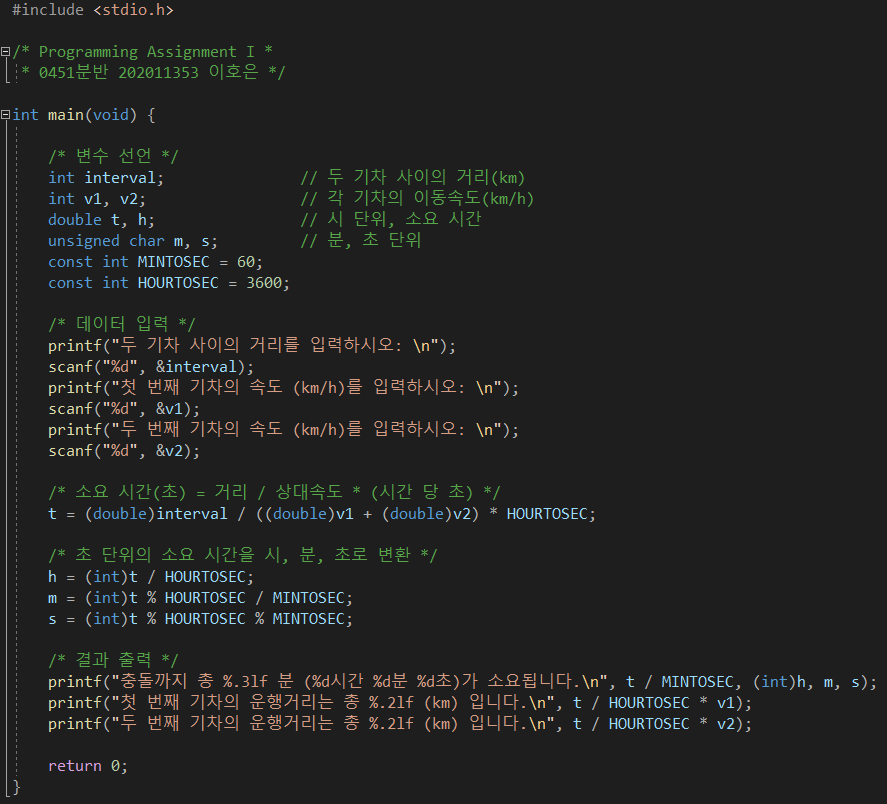 #include <stdio.h>
/* Programming Assignment I *
* 0451분반 202011353 이호은 */
int main(void) {
/* 변수 선언 */
int interval; // 두 기차 사이의 거리(km)
int v1, v2; // 각 기차의 이동속도(km/h)
double t, h; // 시 단위, 소요 시간
unsigned char m, s; // 분, 초 단위
const int MINTOSEC = 60;
const int HOURTOSEC = 3600;
/* 데이터 입력 */
printf("두 기차 사이의 거리를 입력하시오: \n");
scanf("%d", &interval);
printf("첫 번째 기차의 속도 (km/h)를 입력하시오: \n");
scanf("%d", &v1);
printf("두 번째 기차의 속도 (km/h)를 입력하시오: \n");
scanf("%d", &v2);
/* 소요 시간(초) = 거리 / 상대속도 * (시간 당 초) */
t = (double)interval / ((double)v1 + (double)v2) * HOURTOSEC;
/* 초 단위의 소요 시간을 시, 분, 초로 변환 */
h = (int)t / HOURTOSEC;
m = (int)t % HOURTOSEC / MINTOSEC;
s = (int)t % HOURTOSEC % MINTOSEC;
/* 결과 출력 */
printf("충돌까지 총 %.3lf 분 (%d시간 %d분 %d초)가 소요됩니다.\n", t / MINTOSEC, (int)h, m, s);
printf("첫 번째 기차의 운행거리는 총 %.2lf (km) 입니다.\n", t / HOURTOSEC * v1);
printf("두 번째 기차의 운행거리는 총 %.2lf (km) 입니다.\n", t / HOURTOSEC * v2);
return 0;
}